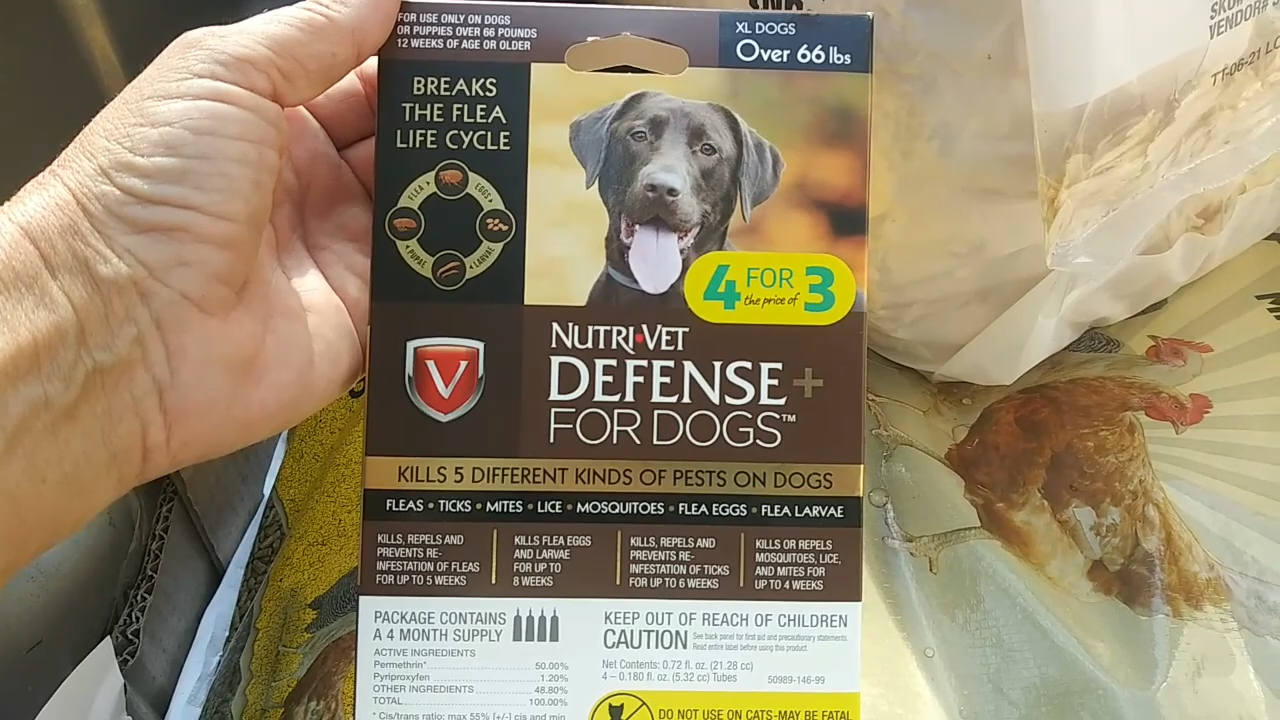 FOR USE ONLY ON DOGS
OR PUPPIES OVER 66 POUNDS
12 WEEKS OF AGE OR OLDER
XL DOGS
Over 66 lbs
BREAKS
THE FLEA
LIFE CYCLE
FLEA
EGGS
LARVAE
PUPAE
4 FOR 3
the price of
NUTRI•VET
DEFENSE+
FOR DOGS™
V
KILLS 5 DIFFERENT KINDS OF PESTS ON DOGS
FLEAS • TICKS • MITES • LICE • MOSQUITOES • FLEA EGGS • FLEA LARVAE
KILLS, REPELS AND
PREVENTS RE-
INFESTATION OF FLEAS
FOR UP TO 5 WEEKS
KILLS FLEA EGGS
AND LARVAE
FOR UP TO
8 WEEKS
KILLS, REPELS AND
PREVENTS RE-
INFESTATION OF TICKS
FOR UP TO 6 WEEKS
KILLS OR REPELS
MOSQUITOES, LICE,
AND MITES FOR
UP TO 4 WEEKS
PACKAGE CONTAINS
A 4 MONTH SUPPLY
ACTIVE INGREDIENTS
Permethrin* 50.00%
Pyriproxyfen 1.20%
OTHER INGREDIENTS 48.80%
TOTAL 100.00%
* Cis/trans ratio: max 55% [+/-] cis and min
KEEP OUT OF REACH OF CHILDREN
CAUTION
See back panel for first aid and precautionary statements.
Read entire label before using this product.
Net Contents: 0.72 fl. oz. (21.28 cc)
4 – 0.180 fl. oz. (5.32 cc) Tubes
50989-146-99
DO NOT USE ON CATS-MAY BE FATAL
VENDOR#